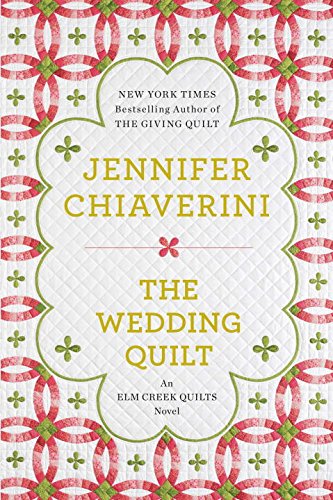 NEW YORK TIMES
Bestselling Author of
THE GIVING QUILT
JENNIFER
CHIAVERINI
THE
WEDDING
QUILT
An
ELM CREEK QUILTS
Novel